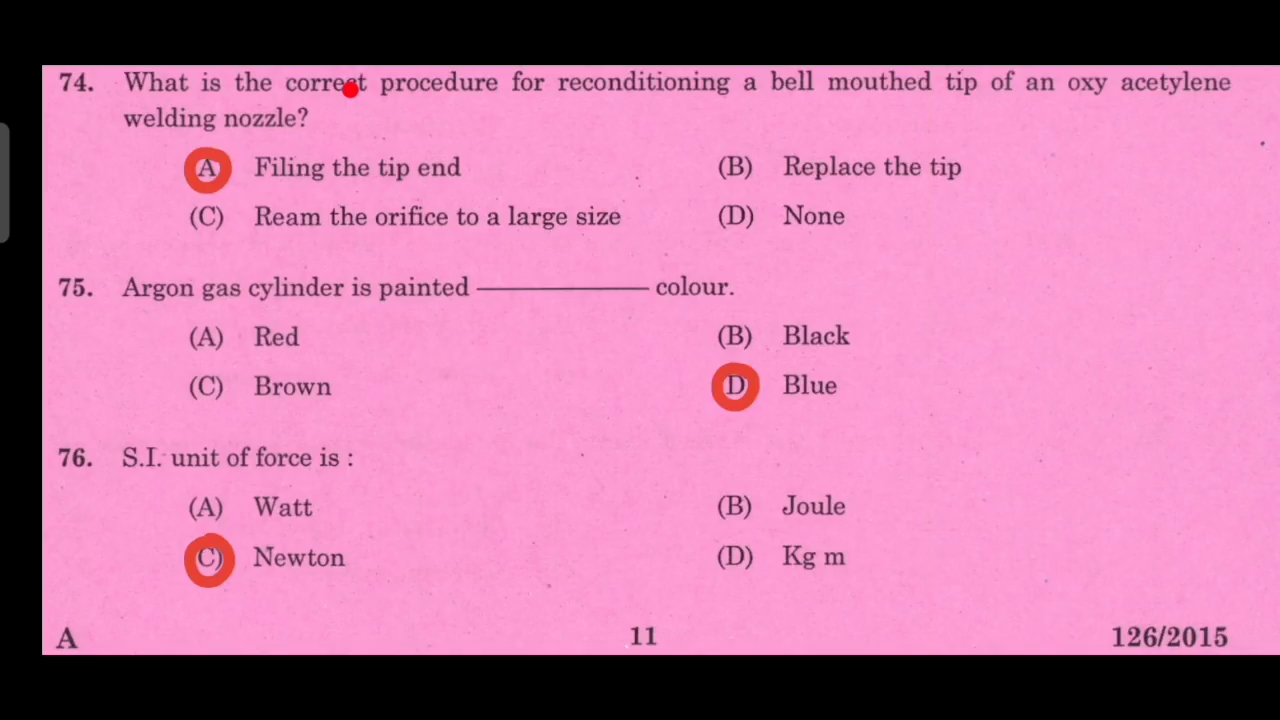 74. What is the correct procedure for reconditioning a bell mouthed tip of an oxy acetylene
welding nozzle?
A Filing the tip end (B) Replace the tip
(C) Ream the orifice to a large size (D) None
75. Argon gas cylinder is painted ———— colour.
(A) Red (B) Black
(C) Brown D Blue
76. S.I. unit of force is :
(A) Watt (B) Joule
C) Newton (D) Kg m
A 11 126/2015